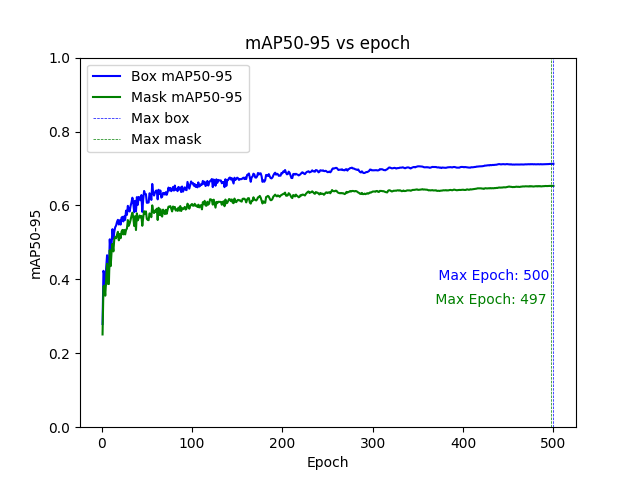 mAP50-95 vs epoch
1.0
0.8
0.6
0.4
0.2
0.0
mAP50-95
Box mAP50-95
Mask mAP50-95
Max box
Max mask
Max Epoch: 500
Max Epoch: 497
0
100
200
300
400
500
Epoch